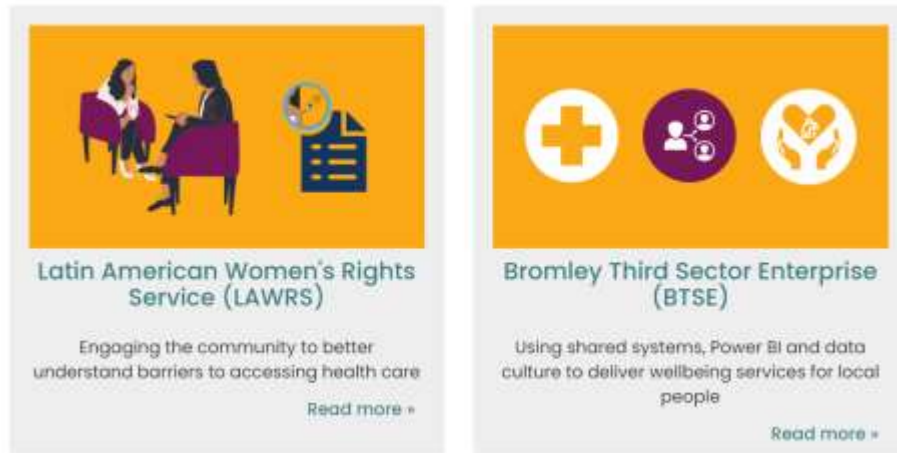 Latin American Women's Rights
Service (LAWRS)
Engaging the community to better
understand barriers to accessing health care
Read more »
Bromley Third Sector Enterprise
(BTSE)
Using shared systems, Power BI and data
culture to deliver wellbeing services for local
people
Read more »